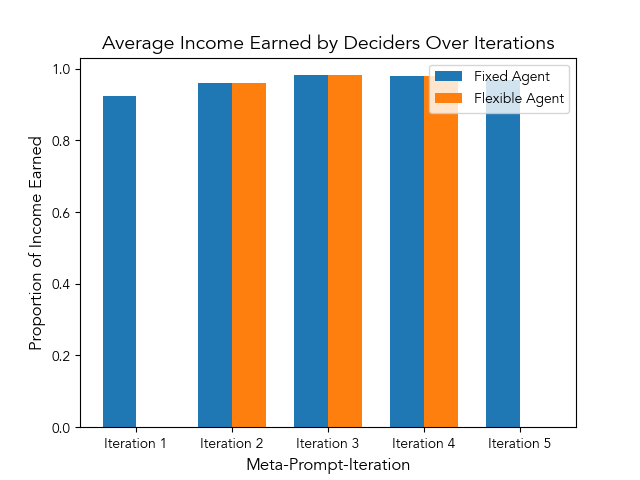 Average Income Earned by Deciders Over Iterations
Fixed Agent
Flexible Agent
1.0
0.8
0.6
0.4
0.2
0.0
Proportion of Income Earned
Iteration 1
Iteration 2
Iteration 3
Iteration 4
Iteration 5
Meta-Prompt-Iteration